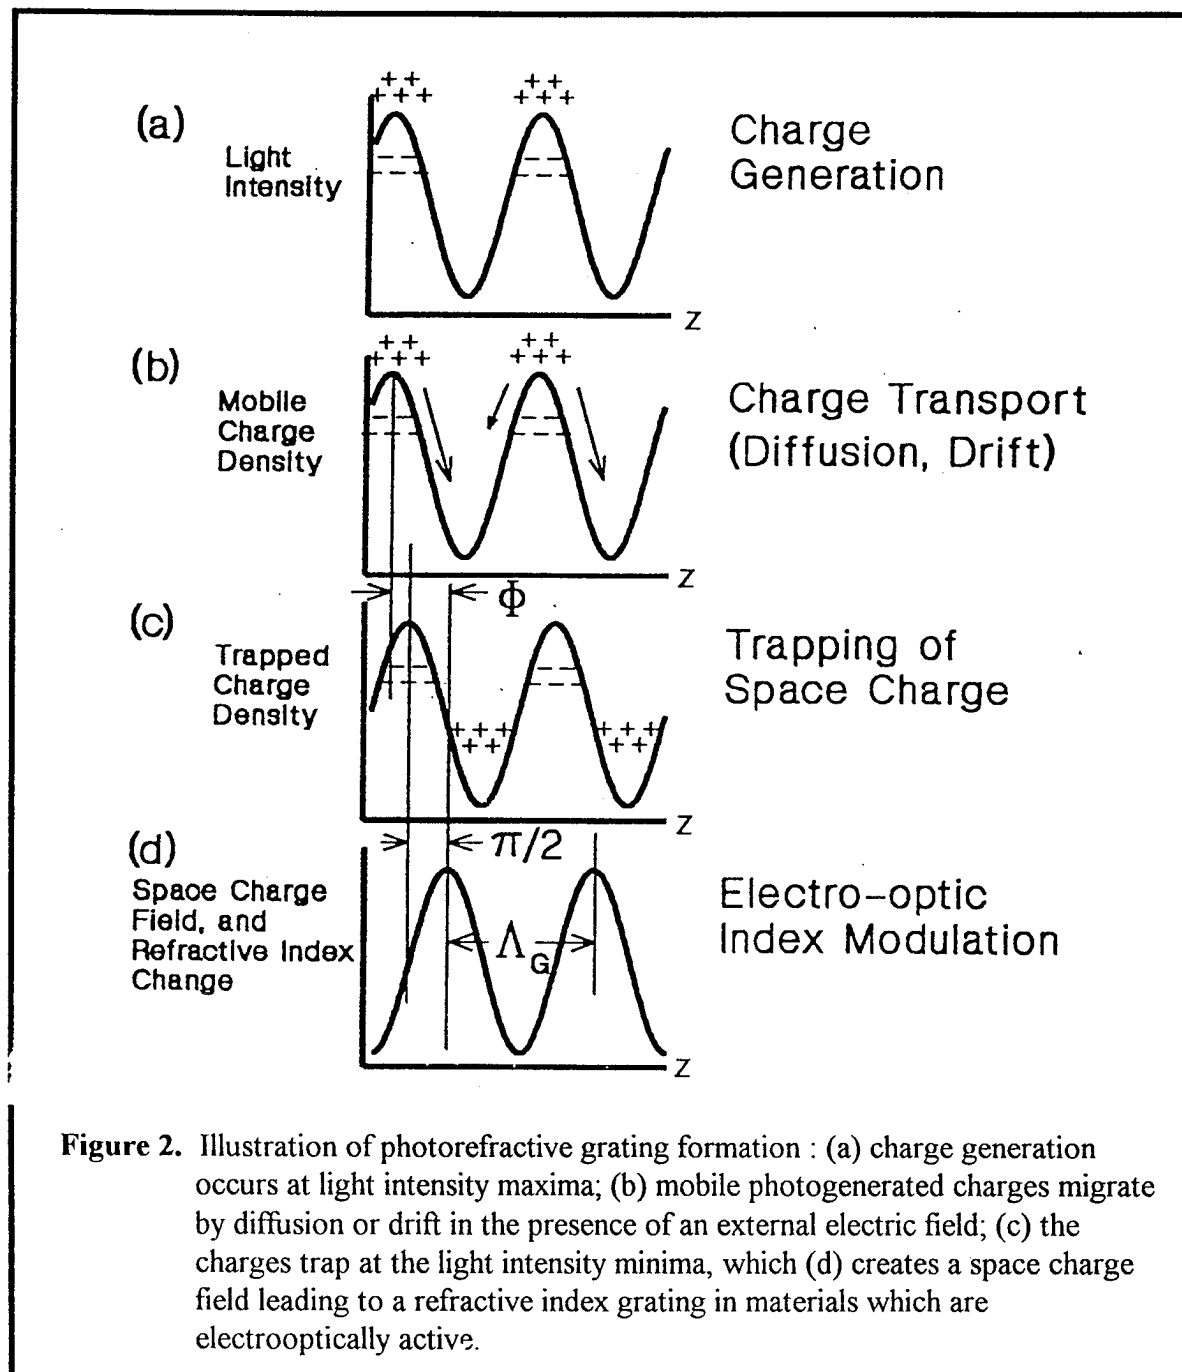 + +
+ + +
+ +
+ + +
(a)
Light
Intensity
Charge
Generation
– –
– – –
– –
– – –
Z
+ +
+ + +
+ +
+ + +
(b)
Mobile
Charge
Density
Charge Transport
(Diffusion, Drift)
– –
– – –
– –
– – –
Z
Φ
(c)
Trapped
Charge
Density
Trapping of
Space Charge
– –
– – –
– –
– – –
+ + + +
+ + +
+ + + +
+ + +
Z
π/2
(d)
Space Charge
Field, and
Refractive Index
Change
Electro-optic
Index Modulation
Λ_G
Z
Figure 2. Illustration of photorefractive grating formation : (a) charge generation
occurs at light intensity maxima; (b) mobile photogenerated charges migrate
by diffusion or drift in the presence of an external electric field; (c) the
charges trap at the light intensity minima, which (d) creates a space charge
field leading to a refractive index grating in materials which are
electrooptically active.